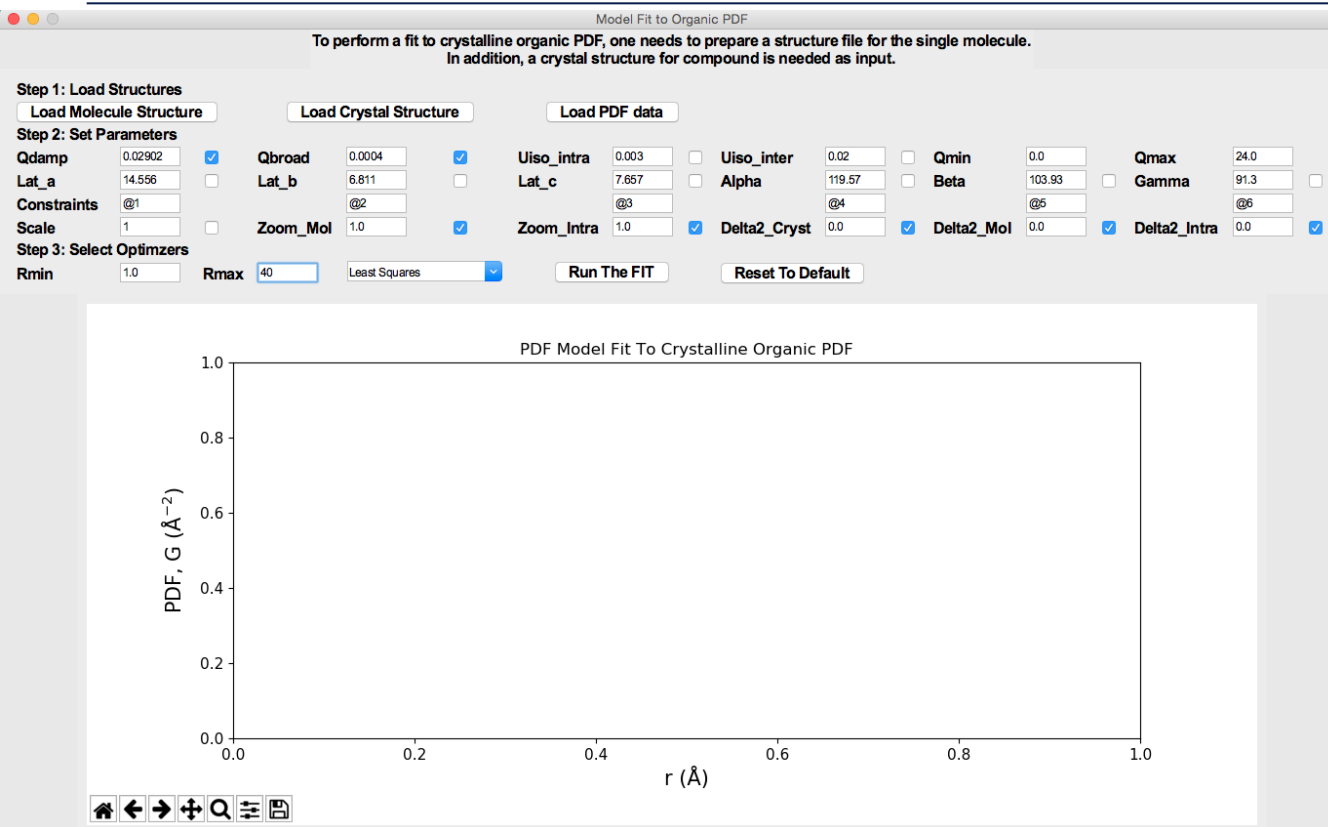 Model Fit to Organic PDF
To perform a fit to crystalline organic PDF, one needs to prepare a structure file for the single molecule.
In addition, a crystal structure for compound is needed as input.
Step 1: Load Structures
Load Molecule Structure Load Crystal Structure Load PDF data
Step 2: Set Parameters
Qdamp 0.02902 Qbroad 0.0004 Uiso_intra 0.003 Uiso_inter 0.02 Qmin 0.0 Qmax 24.0
Lat_a 14.556 Lat_b 6.811 Lat_c 7.657 Alpha 119.57 Beta 103.93 Gamma 91.3
Constraints @1 @2 @3 @4 @5 @6
Scale 1 Zoom_Mol 1.0 Zoom_Intra 1.0 Delta2_Cryst 0.0 Delta2_Mol 0.0 Delta2_Intra 0.0
Step 3: Select Optimzers
Rmin 1.0 Rmax 40 Least Squares Run The FIT Reset To Default
PDF Model Fit To Crystalline Organic PDF
1.0
0.8
0.6
0.4
0.2
0.0
PDF, G (Å⁻²)
0.0 0.2 0.4 0.6 0.8 1.0
r (Å)